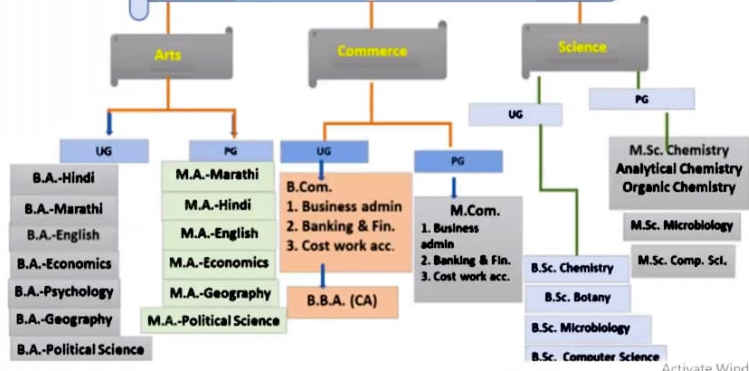 Arts
Commerce
Science
UG
PG
UG
PG
UG
PG
B.A.-Hindi
B.A.-Marathi
B.A.-English
B.A.-Economics
B.A.-Psychology
B.A.-Geography
B.A.-Political Science
M.A.-Marathi
M.A.-Hindi
M.A.-English
M.A.-Economics
M.A.-Geography
M.A.-Political Science
B.Com.
1. Business admin
2. Banking & Fin.
3. Cost work acc.
B.B.A. (CA)
M.Com.
1. Business
admin
2. Banking & Fin.
3. Cost work acc.
B.Sc. Chemistry
B.Sc. Botany
B.Sc. Microbiology
B.Sc. Computer Science
M.Sc. Chemistry
Analytical Chemistry
Organic Chemistry
M.Sc. Microbiology
M.Sc. Comp. Sci.
Activate Wind